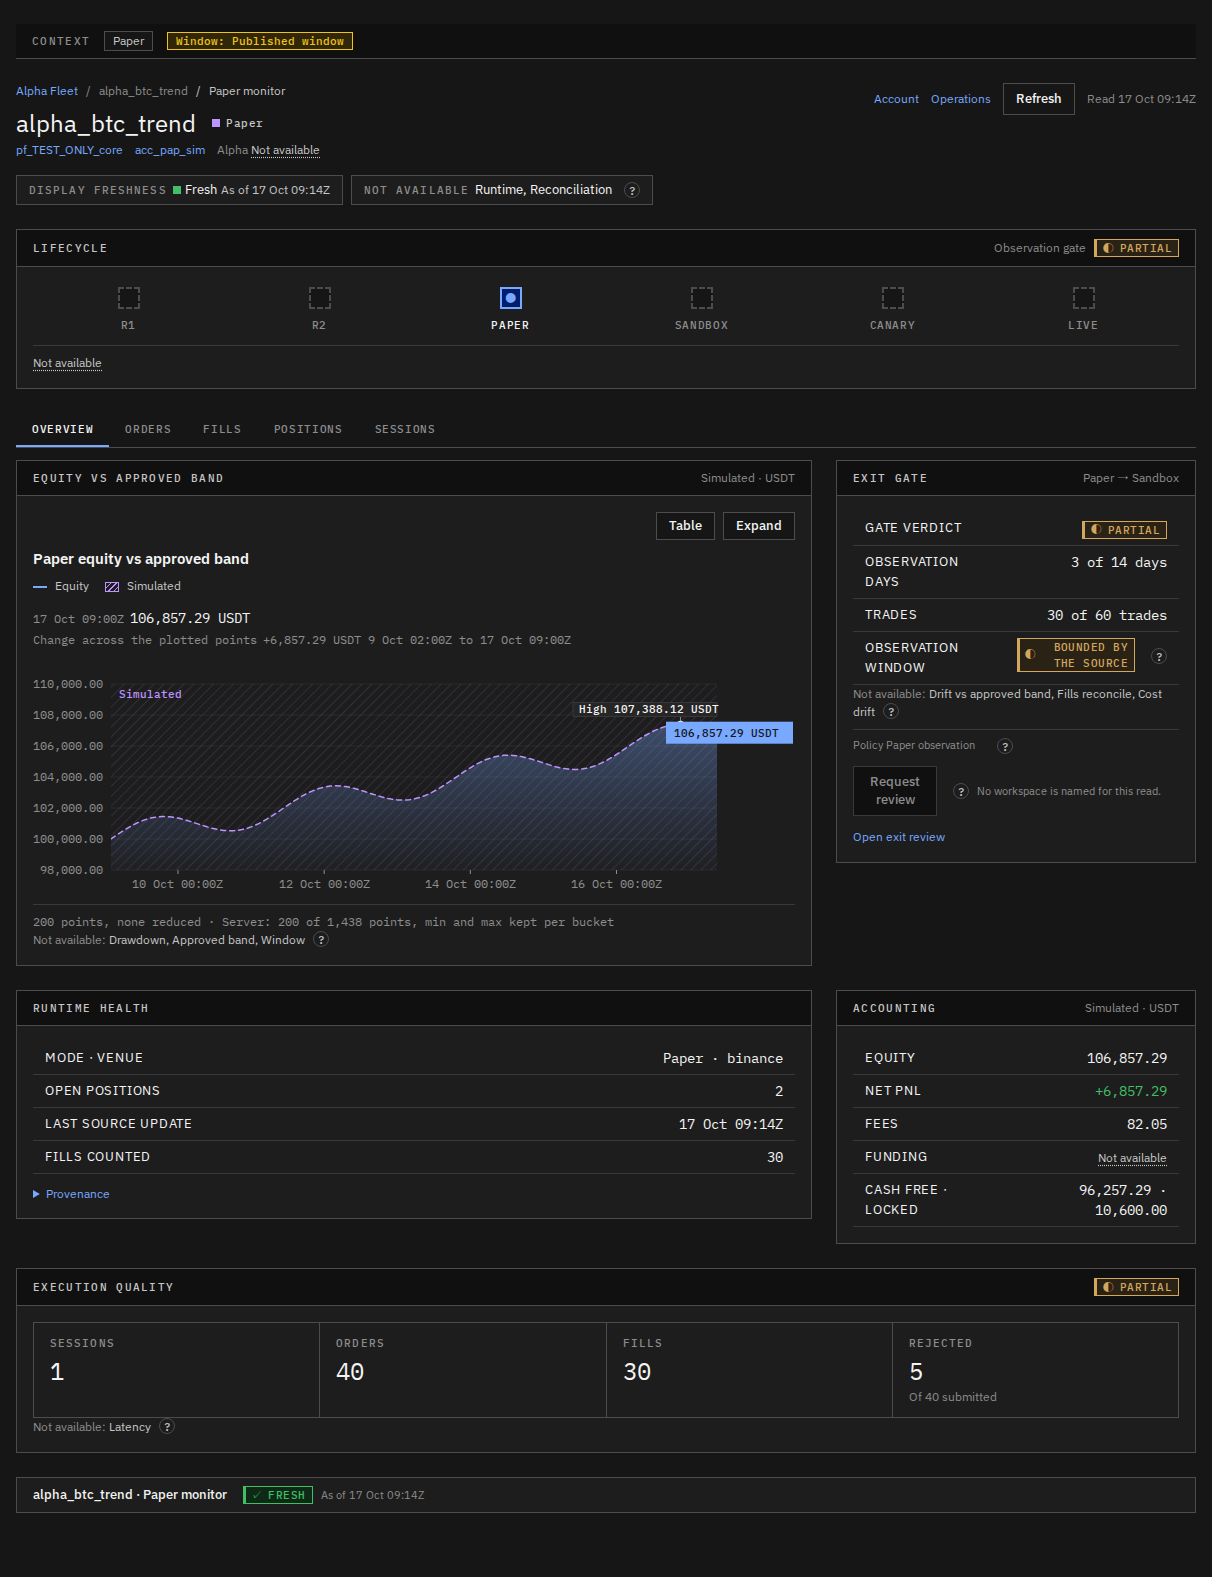 CONTEXT Paper Window: Published window
Alpha Fleet / alpha_btc_trend / Paper monitor
Account Operations Refresh Read 17 Oct 09:14Z
alpha_btc_trend Paper
pf_TEST_ONLY_core acc_pap_sim Alpha Not available
DISPLAY FRESHNESS Fresh As of 17 Oct 09:14Z NOT AVAILABLE Runtime, Reconciliation ?
LIFECYCLE Observation gate PARTIAL
R1 R2 PAPER SANDBOX CANARY LIVE
Not available
OVERVIEW ORDERS FILLS POSITIONS SESSIONS
EQUITY VS APPROVED BAND Simulated · USDT
Table Expand
Paper equity vs approved band
Equity Simulated
17 Oct 09:00Z 106,857.29 USDT
Change across the plotted points +6,857.29 USDT 9 Oct 02:00Z to 17 Oct 09:00Z
110,000.00
Simulated
High 107,388.12 USDT
108,000.00
106,857.29 USDT
106,000.00
104,000.00
102,000.00
100,000.00
98,000.00
10 Oct 00:00Z 12 Oct 00:00Z 14 Oct 00:00Z 16 Oct 00:00Z
200 points, none reduced · Server: 200 of 1,438 points, min and max kept per bucket
Not available: Drawdown, Approved band, Window ?
EXIT GATE Paper → Sandbox
GATE VERDICT PARTIAL
OBSERVATION DAYS 3 of 14 days
TRADES 30 of 60 trades
OBSERVATION WINDOW BOUNDED BY THE SOURCE ?
Not available: Drift vs approved band, Fills reconcile, Cost
drift ?
Policy Paper observation ?
Request review ? No workspace is named for this read.
Open exit review
RUNTIME HEALTH
MODE · VENUE Paper · binance
OPEN POSITIONS 2
LAST SOURCE UPDATE 17 Oct 09:14Z
FILLS COUNTED 30
Provenance
ACCOUNTING Simulated · USDT
EQUITY 106,857.29
NET PNL +6,857.29
FEES 82.05
FUNDING Not available
CASH FREE · LOCKED 96,257.29 · 10,600.00
EXECUTION QUALITY PARTIAL
SESSIONS ORDERS FILLS REJECTED
1 40 30 5
Of 40 submitted
Not available: Latency ?
alpha_btc_trend · Paper monitor ✓ FRESH As of 17 Oct 09:14Z